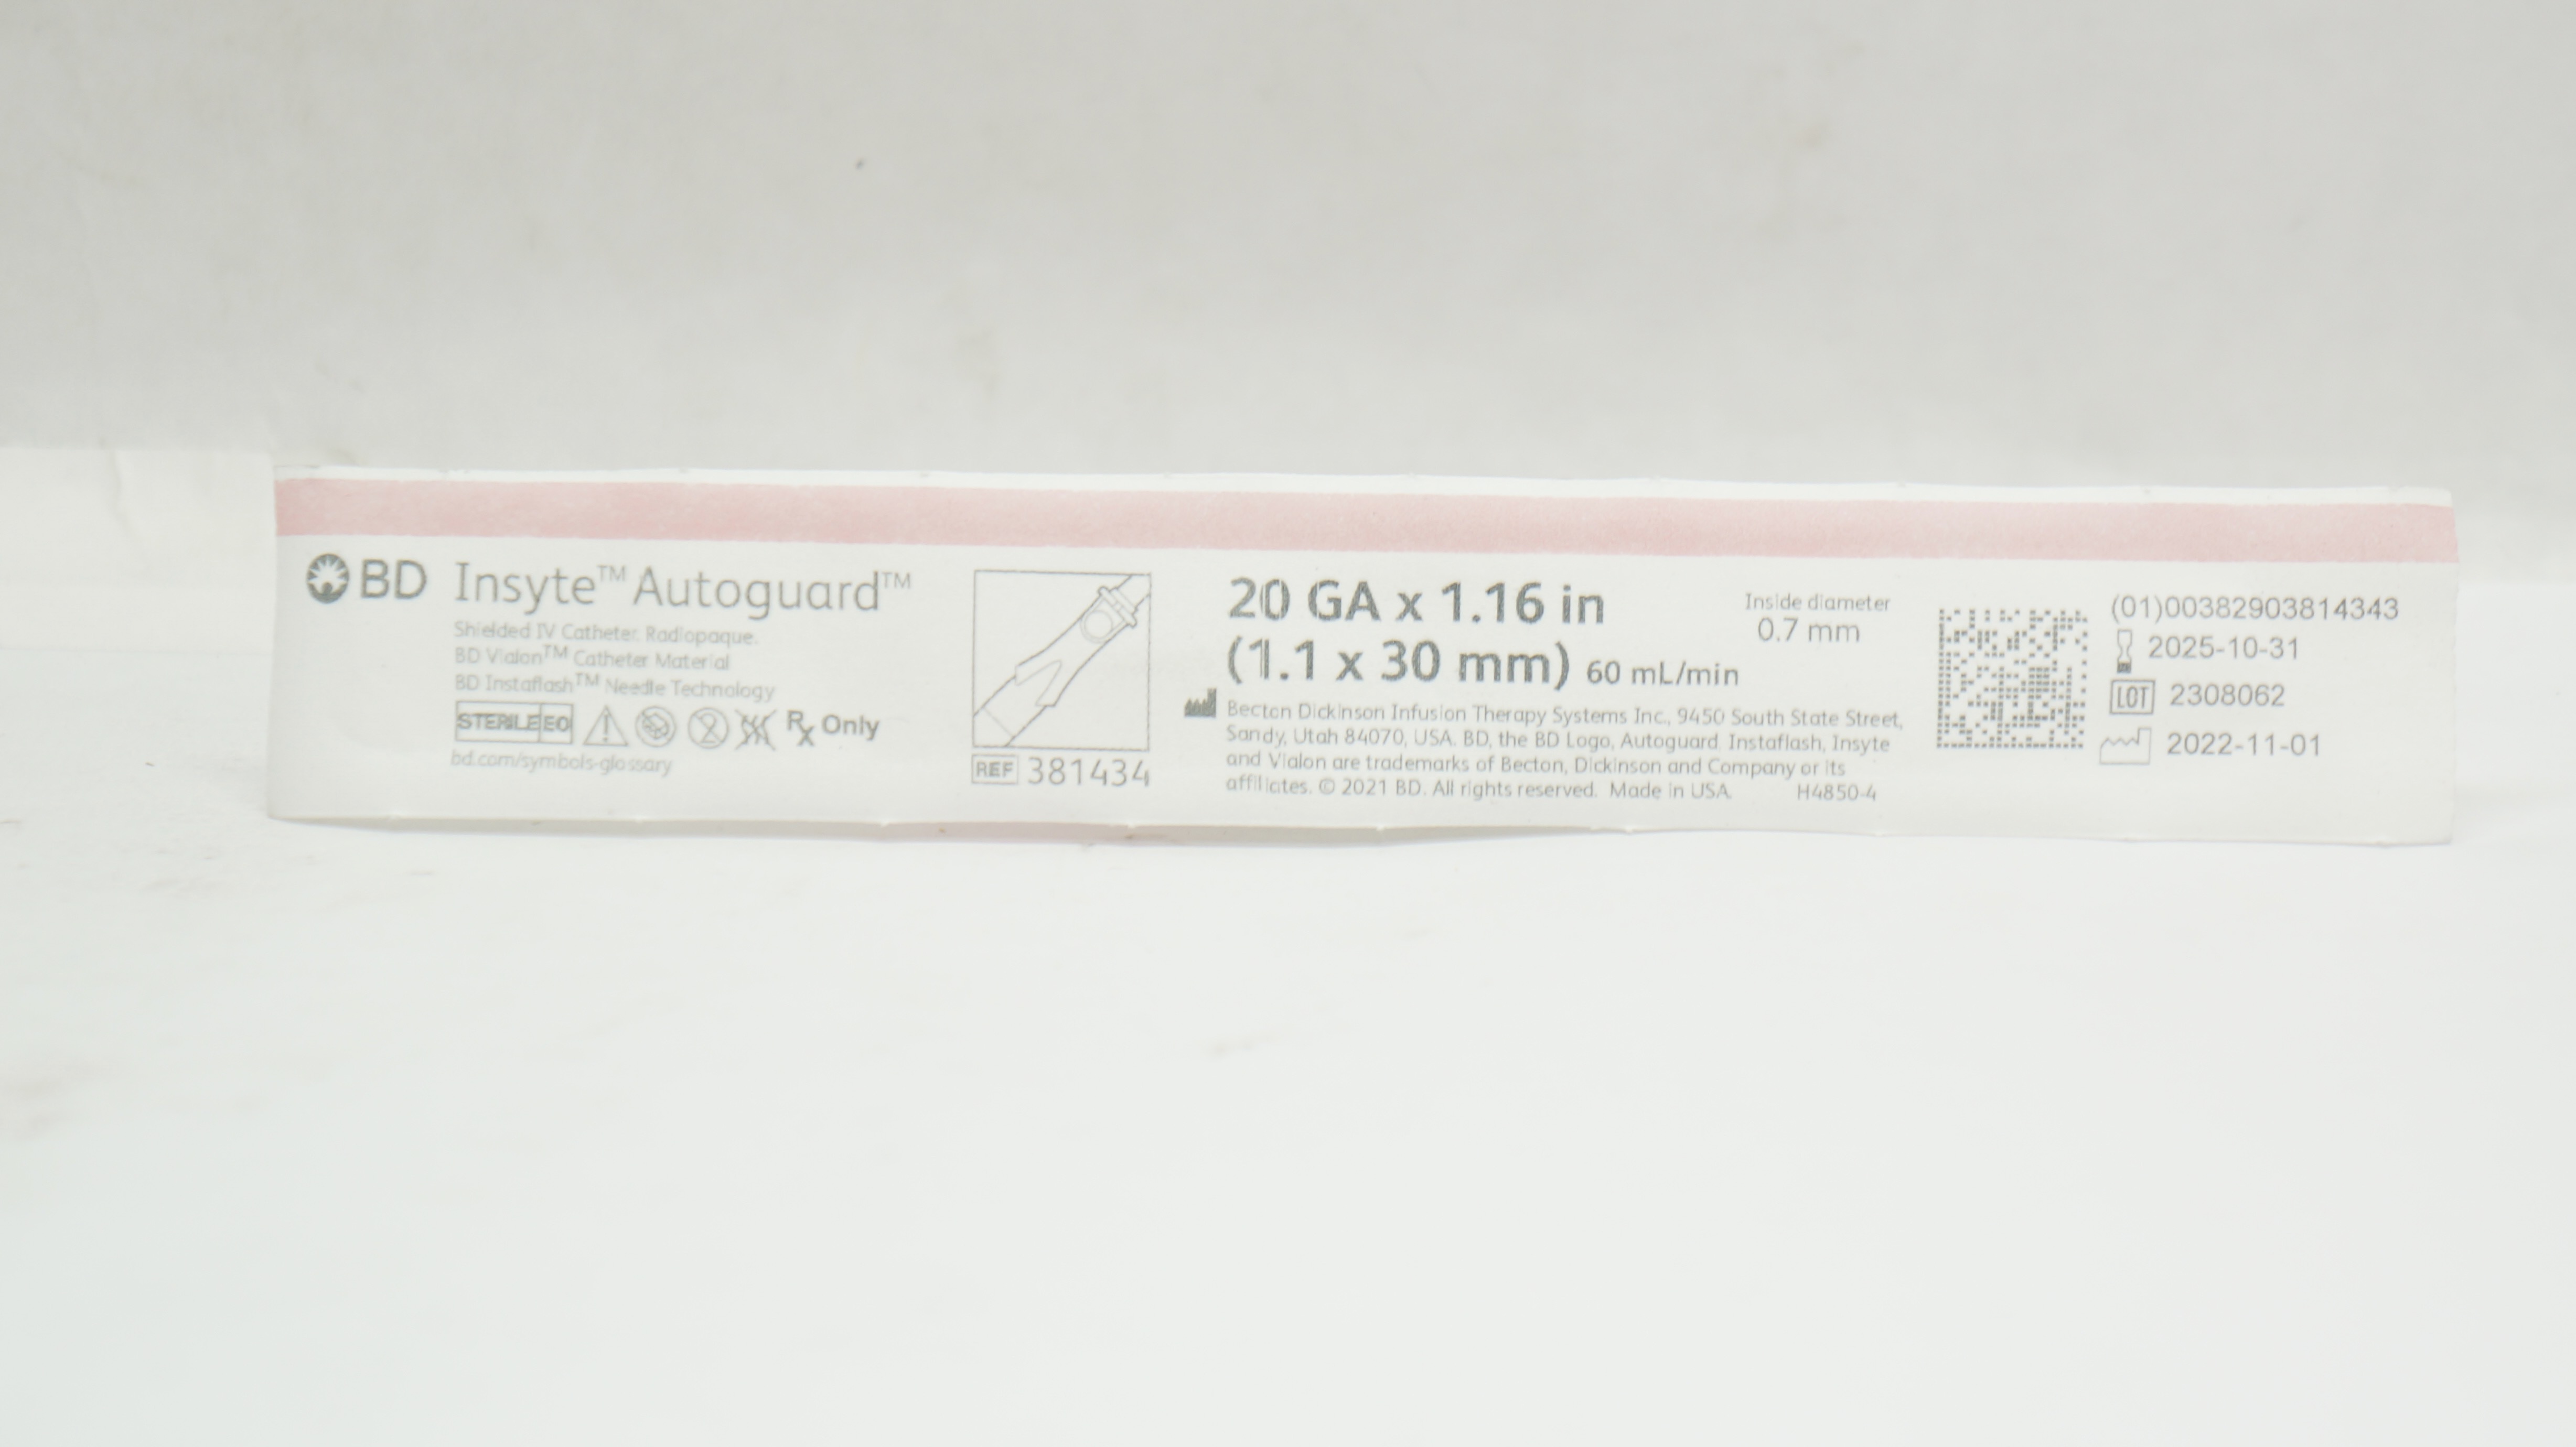 BD Insyte™ Autoguard™
Shielded IV Catheter. Radiopaque.
BD Vialon™ Catheter Material
BD Instaflash™ Needle Technology
STERILE EO Rx Only
bd.com/symbols-glossary
REF 381434
20 GA x 1.16 in
(1.1 x 30 mm) 60 mL/min
Inside diameter
0.7 mm
Becton Dickinson Infusion Therapy Systems Inc., 9450 South State Street,
Sandy, Utah 84070, USA. BD, the BD Logo, Autoguard, Instaflash, Insyte
and Vialon are trademarks of Becton, Dickinson and Company or its
affiliates. © 2021 BD. All rights reserved. Made in USA. H4850-4
(01)00382903814343
2025-10-31
LOT 2308062
2022-11-01